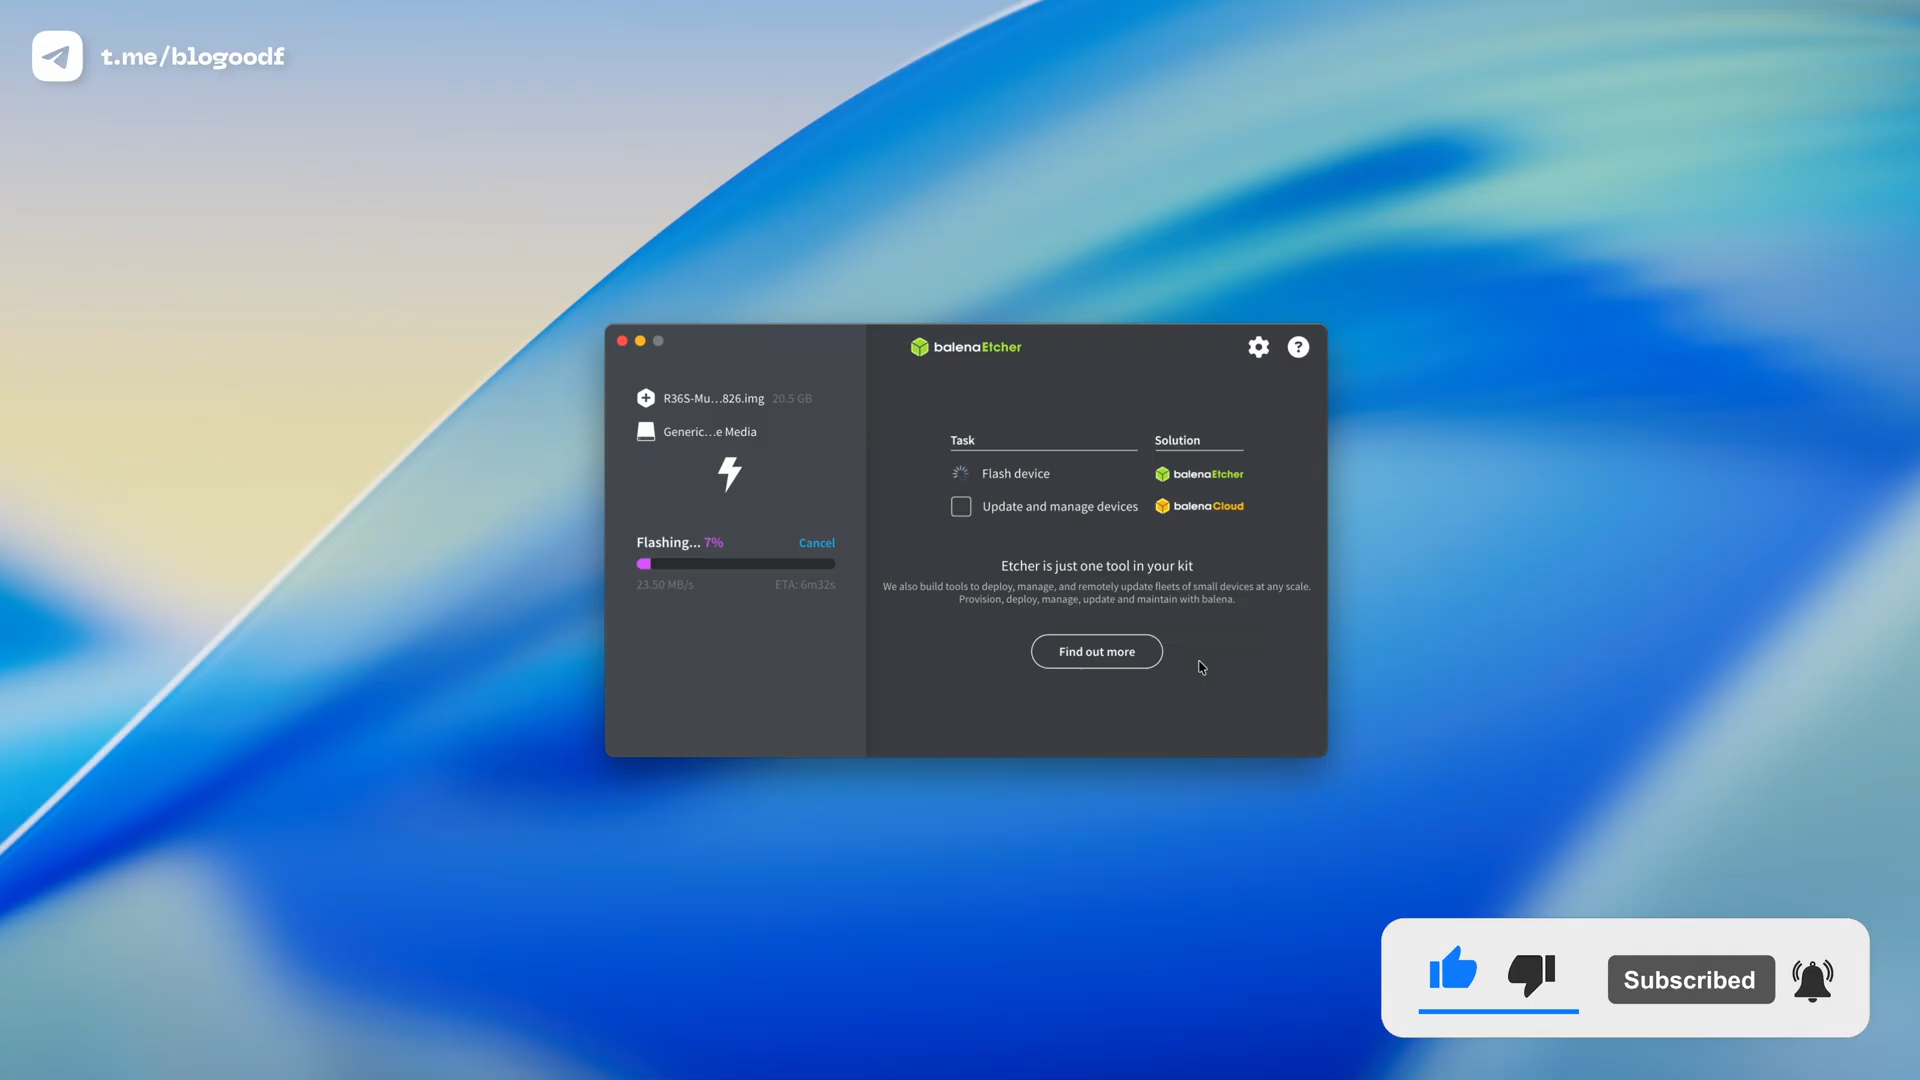 t.me/blogoodf
balenaEtcher
R36S-Mu...826.img 20.5 GB
Generic...e Media
Task Solution
Flash device balenaEtcher
Update and manage devices balenaCloud
Flashing... 7% Cancel
23.50 MB/s ETA: 6m32s
Etcher is just one tool in your kit
We also build tools to deploy, manage, and remotely update fleets of small devices at any scale.
Provision, deploy, manage, update and maintain with balena.
Find out more
Subscribed